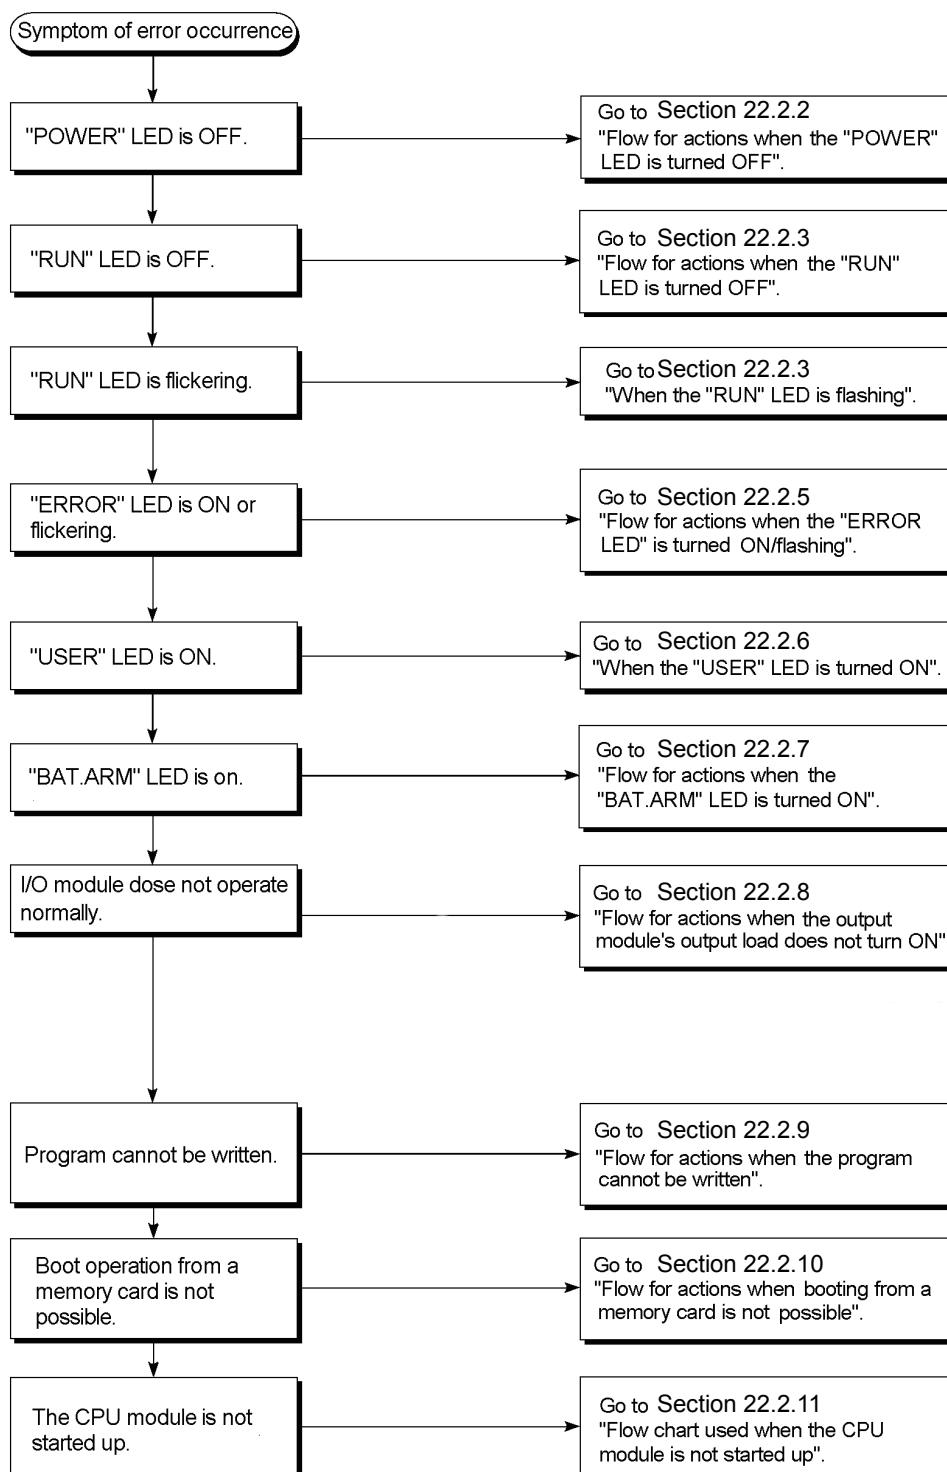 Symptom of error occurrence
"POWER" LED is OFF.
Go to Section 22.2.2
"Flow for actions when the "POWER"
LED is turned OFF".
"RUN" LED is OFF.
Go to Section 22.2.3
"Flow for actions when the "RUN"
LED is turned OFF".
"RUN" LED is flickering.
Go to Section 22.2.3
"When the "RUN" LED is flashing".
"ERROR" LED is ON or
flickering.
Go to Section 22.2.5
"Flow for actions when the "ERROR
LED" is turned ON/flashing".
"USER" LED is ON.
Go to Section 22.2.6
"When the "USER" LED is turned ON".
"BAT.ARM" LED is on.
Go to Section 22.2.7
"Flow for actions when the
"BAT.ARM" LED is turned ON".
I/O module dose not operate
normally.
Go to Section 22.2.8
"Flow for actions when the output
module's output load does not turn ON"
Program cannot be written.
Go to Section 22.2.9
"Flow for actions when the program
cannot be written".
Boot operation from a
memory card is not
possible.
Go to Section 22.2.10
"Flow for actions when booting from a
memory card is not possible".
The CPU module is not
started up.
Go to Section 22.2.11
"Flow chart used when the CPU
module is not started up".